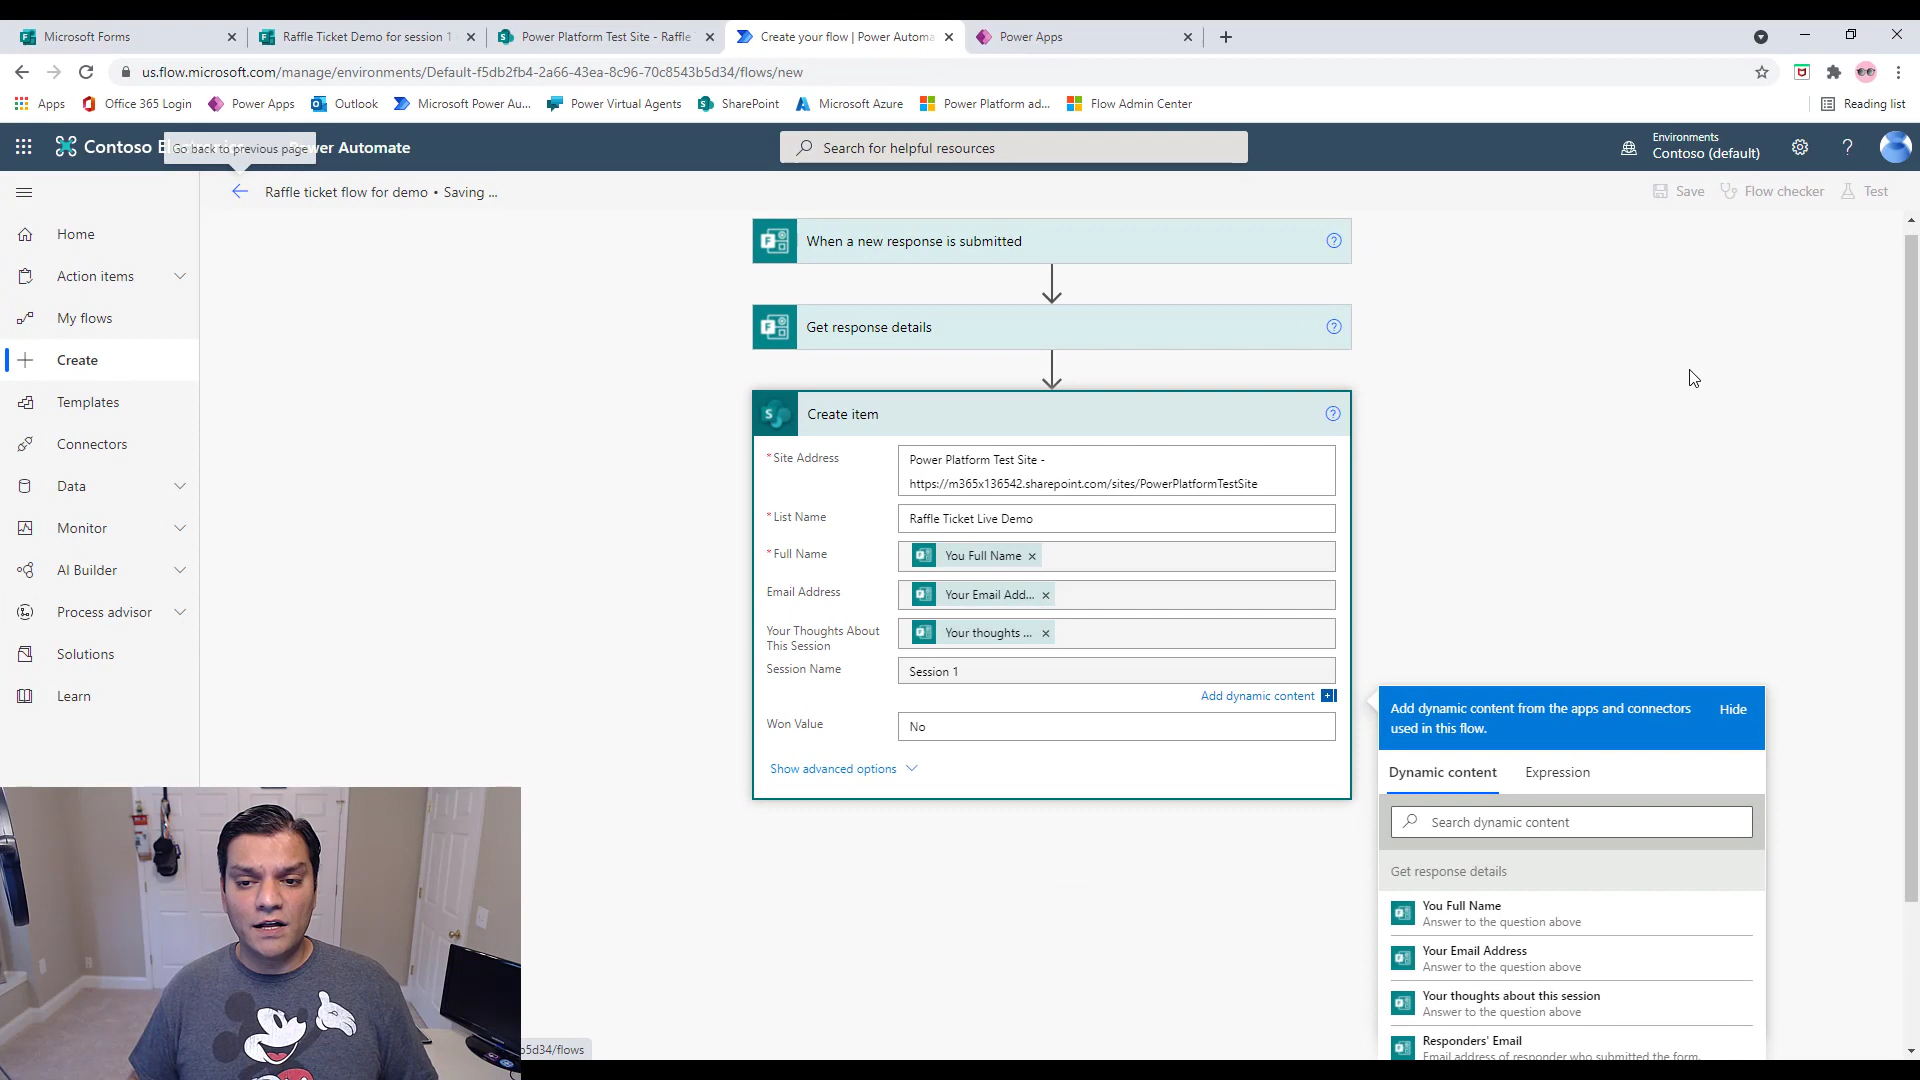 Microsoft Forms
Raffle Ticket Demo for session 1
Power Platform Test Site - Raffle
Create your flow | Power Automa
Power Apps
us.flow.microsoft.com/manage/environments/Default-f5db2fb4-2a66-43ea-8c96-70c8543b5d34/flows/new
Apps
Office 365 Login
Power Apps
Outlook
Microsoft Power Au...
Power Virtual Agents
SharePoint
Microsoft Azure
Power Platform ad...
Flow Admin Center
Reading list
Contoso E
Go back to previous page
wer Automate
Search for helpful resources
Environments
Contoso (default)
Raffle ticket flow for demo • Saving ...
Save
Flow checker
Test
Home
Action items
My flows
Create
Templates
Connectors
Data
Monitor
AI Builder
Process advisor
Solutions
Learn
When a new response is submitted
Get response details
Create item
* Site Address
Power Platform Test Site -
https://m365x136542.sharepoint.com/sites/PowerPlatformTestSite
* List Name
Raffle Ticket Live Demo
* Full Name
You Full Name
Email Address
Your Email Add...
Your Thoughts About
This Session
Your thoughts ...
Session Name
Session 1
Add dynamic content
Won Value
No
Show advanced options
Add dynamic content from the apps and connectors
used in this flow.
Hide
Dynamic content
Expression
Search dynamic content
Get response details
You Full Name
Answer to the question above
Your Email Address
Answer to the question above
Your thoughts about this session
Answer to the question above
Responders' Email
Email address of responder who submitted the form.
b5d34/flows